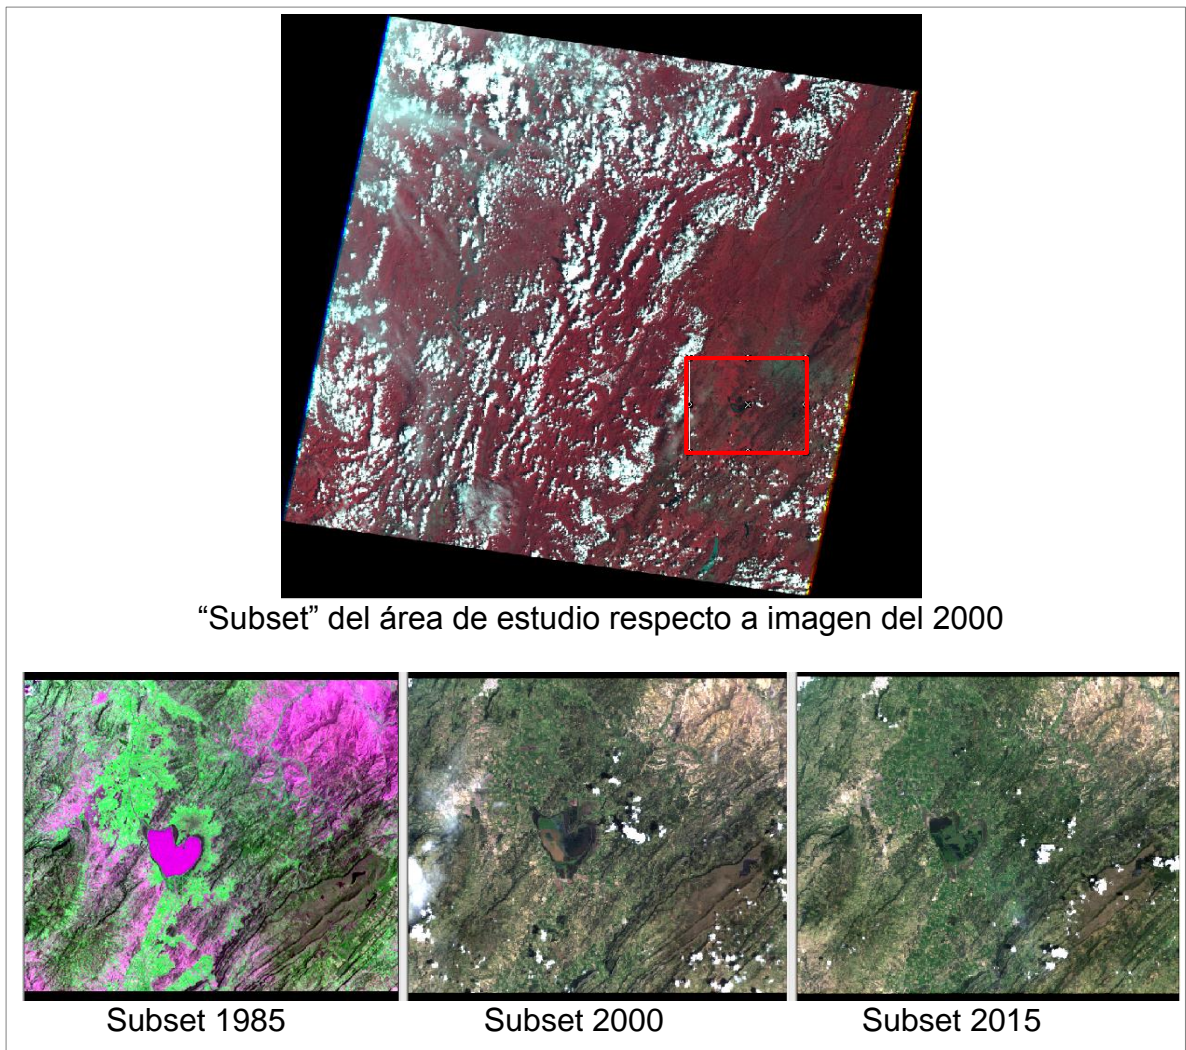 “Subset” del área de estudio respecto a imagen del 2000
Subset 1985
Subset 2000
Subset 2015